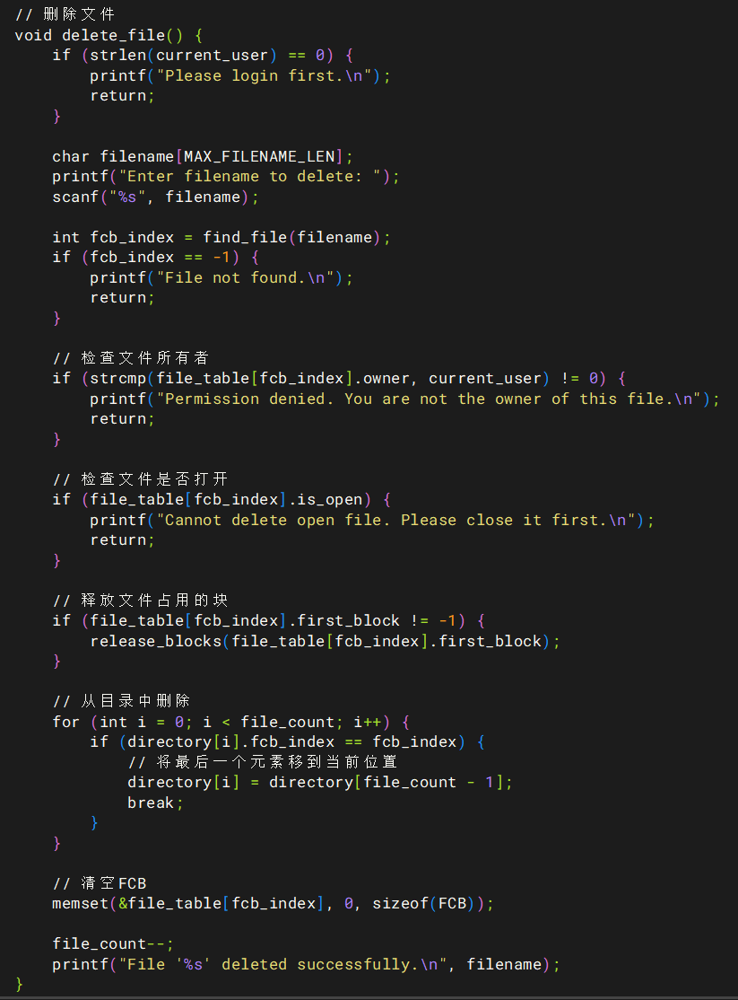 // 删除文件
void delete_file() {
    if (strlen(current_user) == 0) {
        printf("Please login first.\n");
        return;
    }

    char filename[MAX_FILENAME_LEN];
    printf("Enter filename to delete: ");
    scanf("%s", filename);

    int fcb_index = find_file(filename);
    if (fcb_index == -1) {
        printf("File not found.\n");
        return;
    }

    // 检查文件所有者
    if (strcmp(file_table[fcb_index].owner, current_user) != 0) {
        printf("Permission denied. You are not the owner of this file.\n");
        return;
    }

    // 检查文件是否打开
    if (file_table[fcb_index].is_open) {
        printf("Cannot delete open file. Please close it first.\n");
        return;
    }

    // 释放文件占用的块
    if (file_table[fcb_index].first_block != -1) {
        release_blocks(file_table[fcb_index].first_block);
    }

    // 从目录中删除
    for (int i = 0; i < file_count; i++) {
        if (directory[i].fcb_index == fcb_index) {
            // 将最后一个元素移到当前位置
            directory[i] = directory[file_count - 1];
            break;
        }
    }

    // 清空FCB
    memset(&file_table[fcb_index], 0, sizeof(FCB));

    file_count--;
    printf("File '%s' deleted successfully.\n", filename);
}